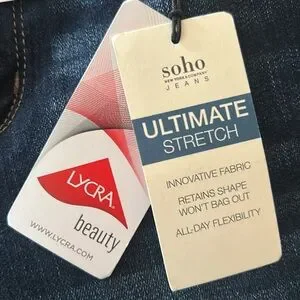 soho
NEW YORK & COMPANY
JEANS
ULTIMATE
STRETCH
INNOVATIVE FABRIC
RETAINS SHAPE
WON'T BAG OUT
ALL-DAY FLEXIBILITY
LYCRA®
beauty
WWW.LYCRA.COM